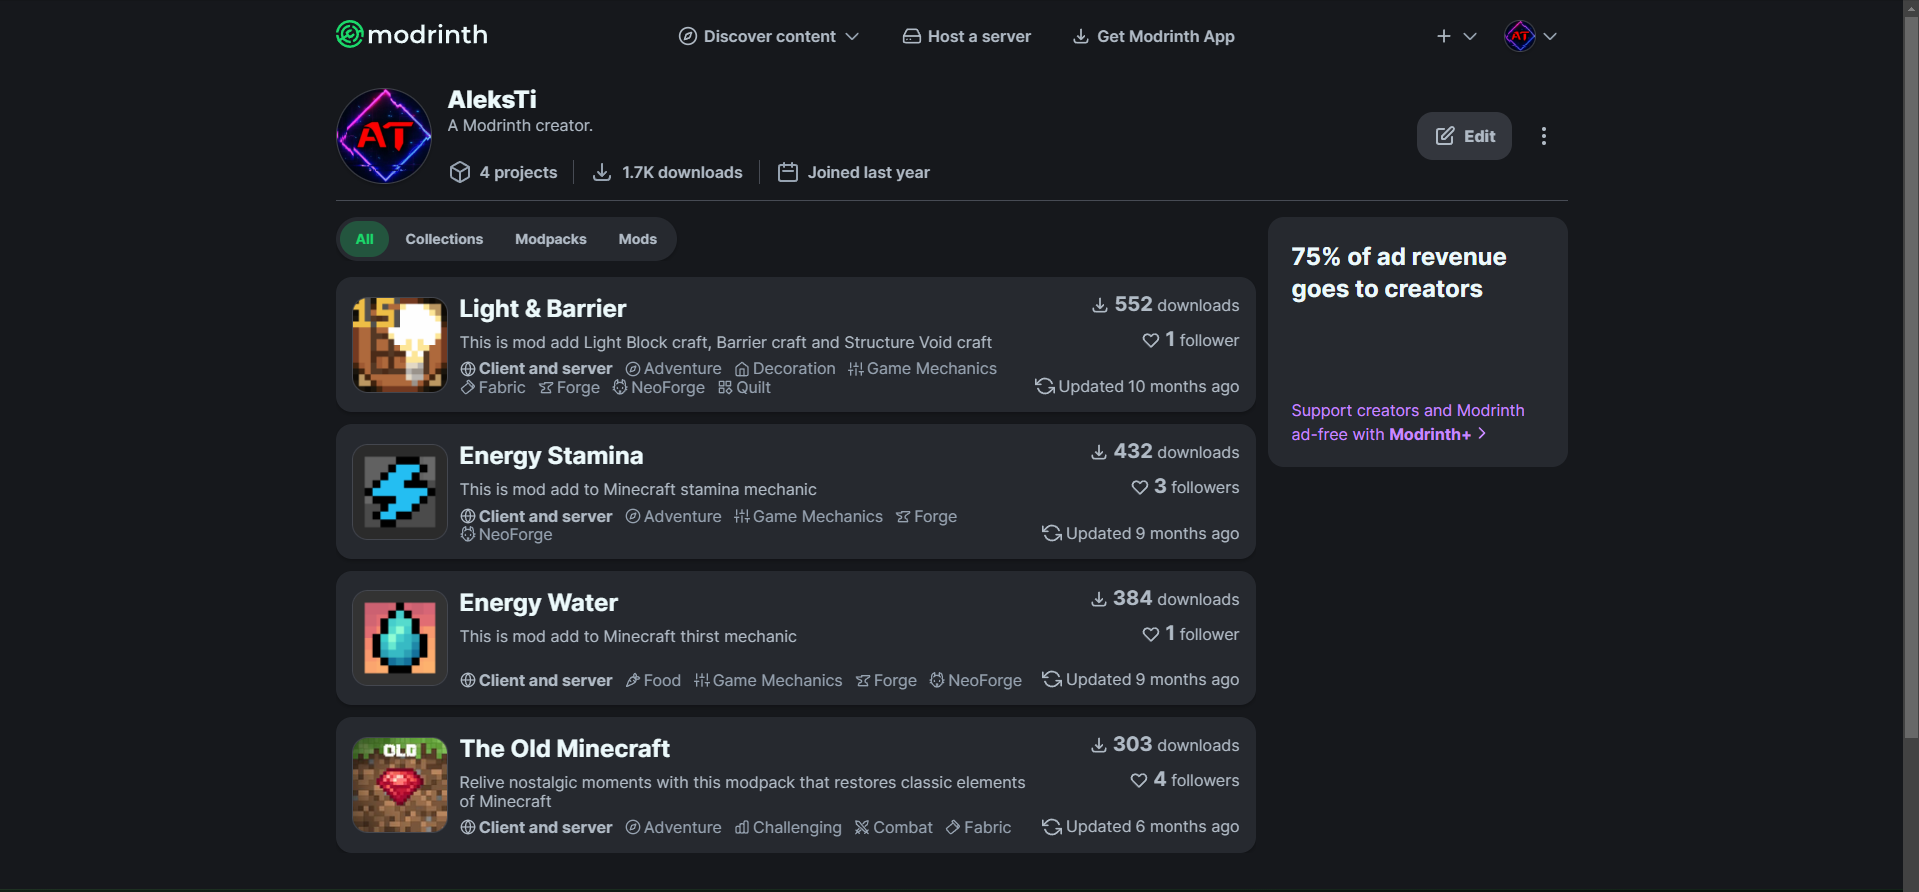 modrinth
Discover content
Host a server
Get Modrinth App
AT
AT
AleksTi
A Modrinth creator.
4 projects
1.7K downloads
Joined last year
Edit
All
Collections
Modpacks
Mods
15
Light & Barrier
552 downloads
This is mod add Light Block craft, Barrier craft and Structure Void craft
1 follower
Client and server Adventure Decoration Game Mechanics
Fabric Forge NeoForge Quilt
Updated 10 months ago
Energy Stamina
432 downloads
This is mod add to Minecraft stamina mechanic
3 followers
Client and server Adventure Game Mechanics Forge
NeoForge
Updated 9 months ago
Energy Water
384 downloads
This is mod add to Minecraft thirst mechanic
1 follower
Client and server Food Game Mechanics Forge NeoForge
Updated 9 months ago
OLD
The Old Minecraft
303 downloads
Relive nostalgic moments with this modpack that restores classic elements
of Minecraft
4 followers
Client and server Adventure Challenging Combat Fabric
Updated 6 months ago
75% of ad revenue
goes to creators
Support creators and Modrinth
ad-free with Modrinth+